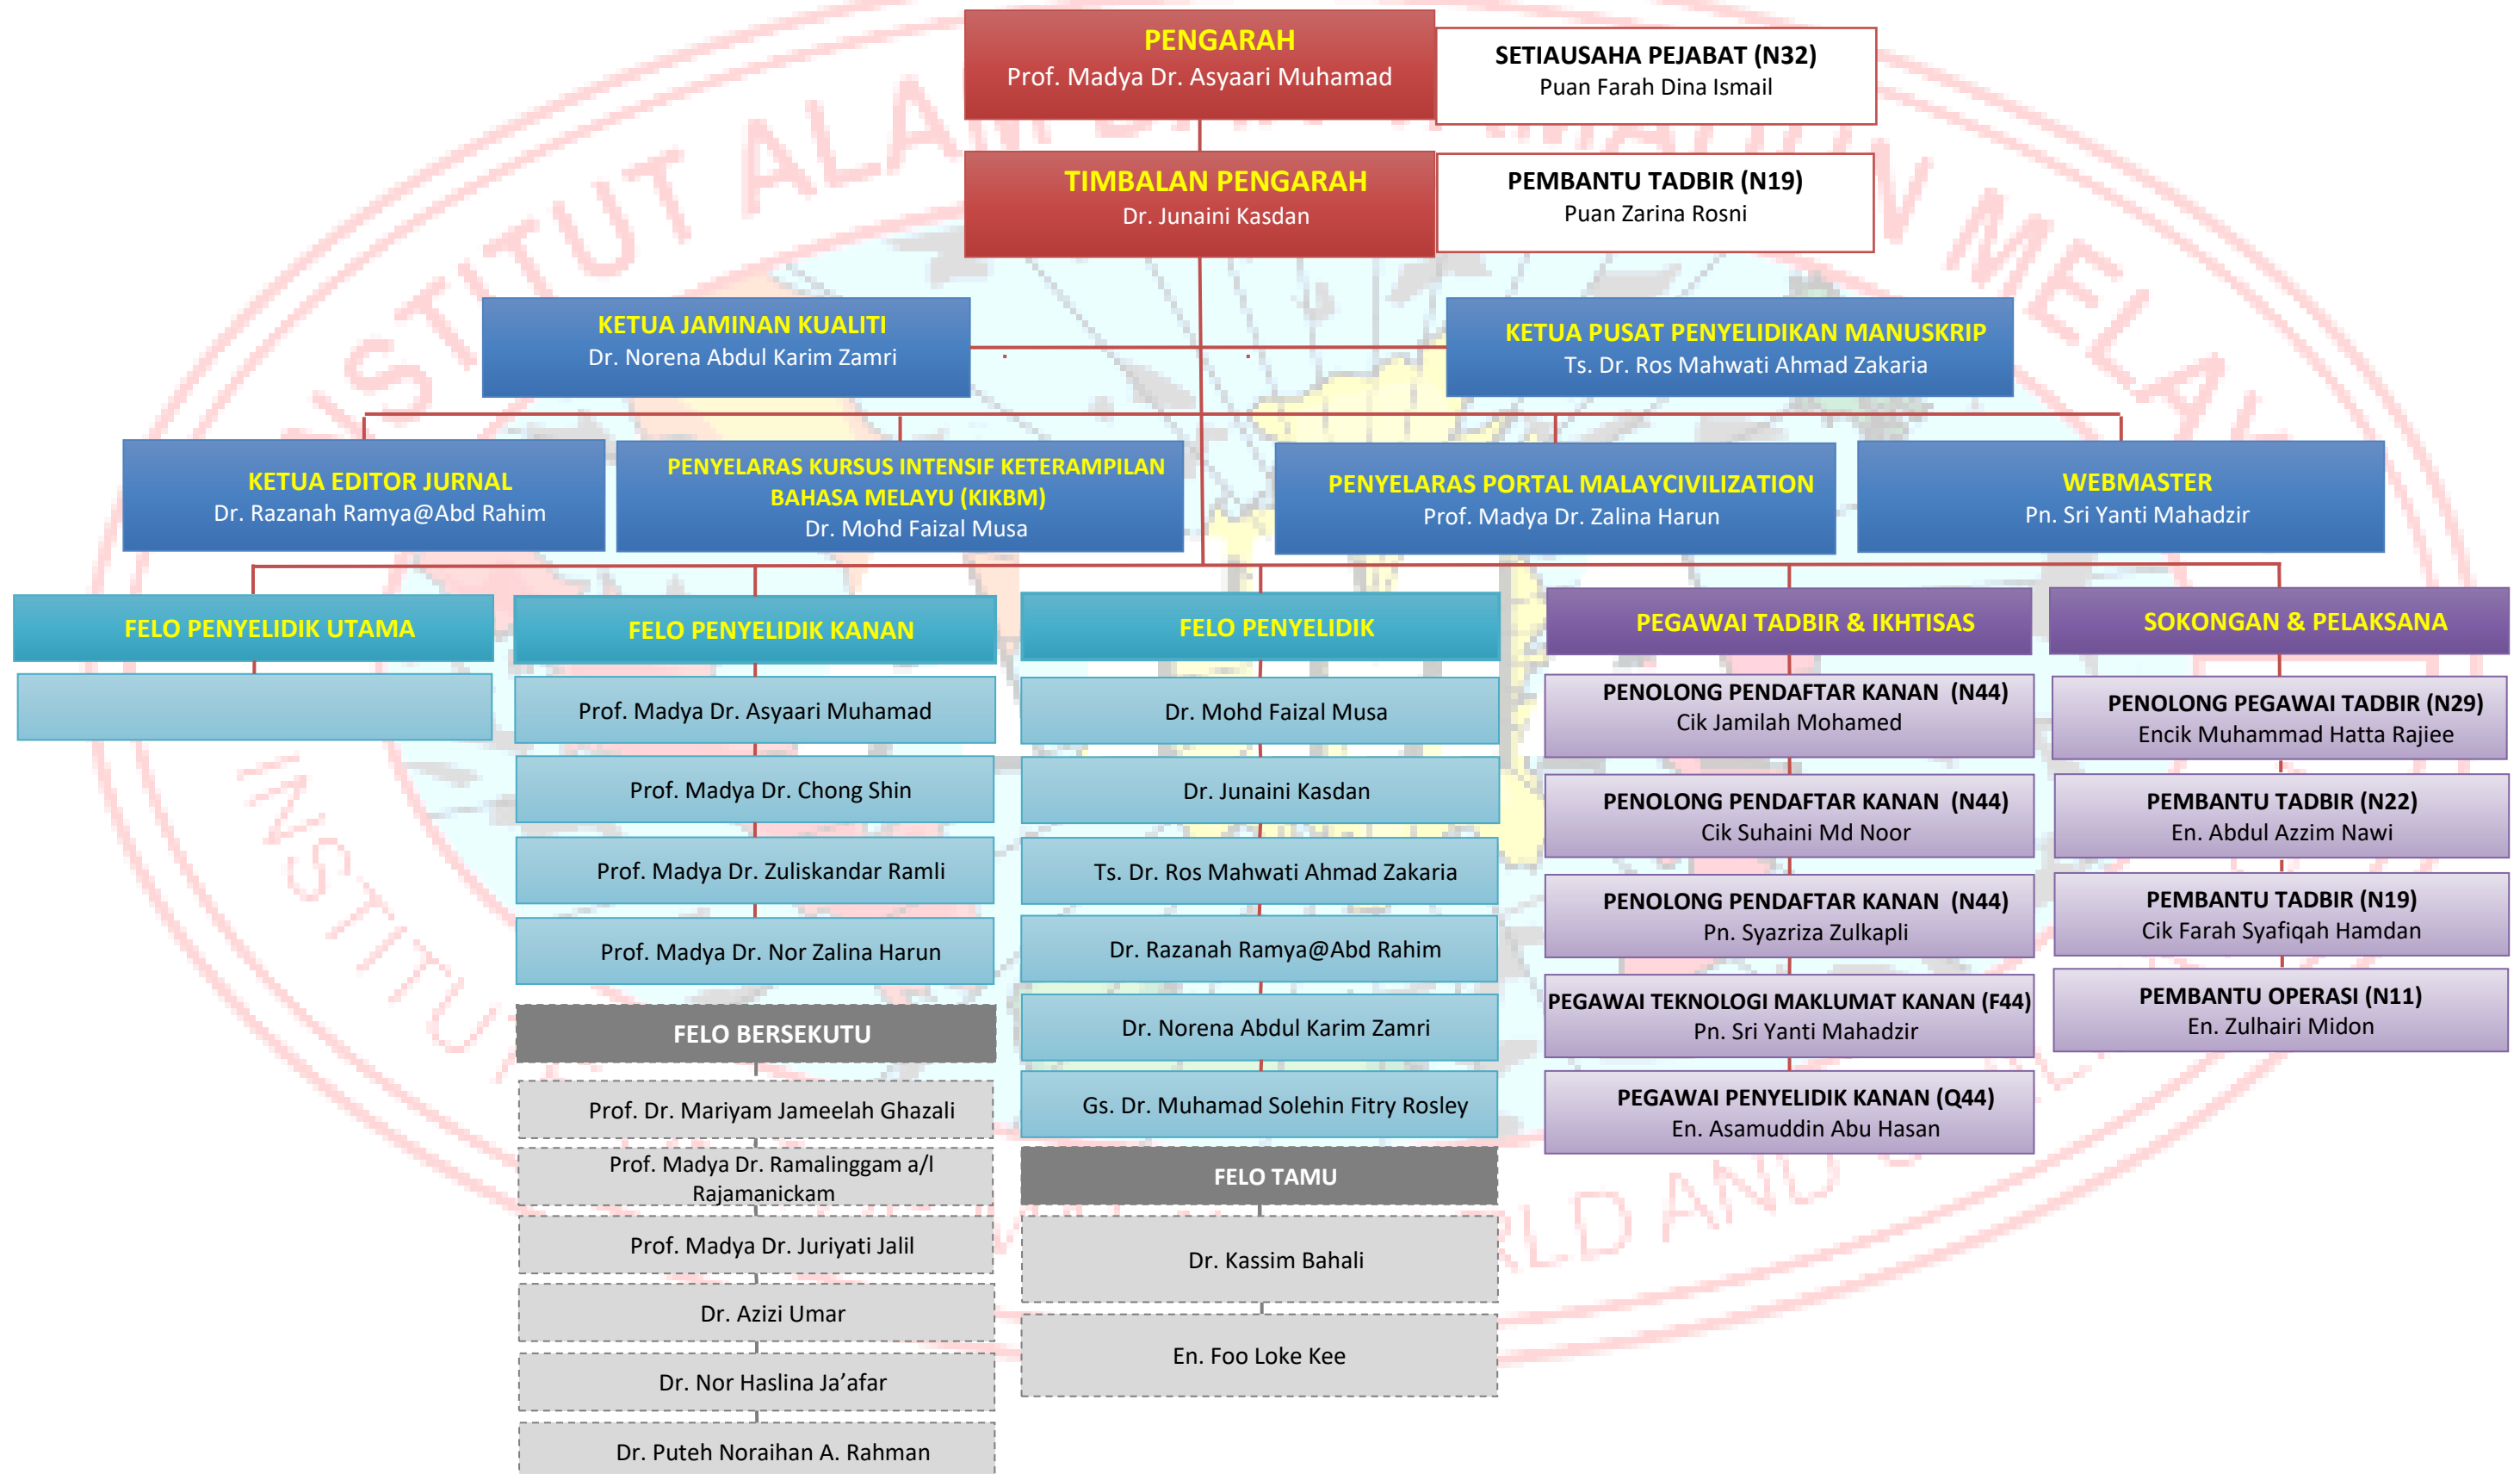 PENGARAH
Prof. Madya Dr. Asyaari Muhamad
SETIAUSAHA PEJABAT (N32)
Puan Farah Dina Ismail
TIMBALAN PENGARAH
Dr. Junaini Kasdan
PEMBANTU TADBIR (N19)
Puan Zarina Rosni
KETUA JAMINAN KUALITI
Dr. Norena Abdul Karim Zamri
KETUA PUSAT PENYELIDIKAN MANUSKRIP
Ts. Dr. Ros Mahwati Ahmad Zakaria
KETUA EDITOR JURNAL
Dr. Razanah Ramya@Abd Rahim
PENYELARAS KURSUS INTENSIF KETERAMPILAN
BAHASA MELAYU (KIKBM)
Dr. Mohd Faizal Musa
PENYELARAS PORTAL MALAYCIVILIZATION
Prof. Madya Dr. Zalina Harun
WEBMASTER
Pn. Sri Yanti Mahadzir
FELO PENYELIDIK UTAMA
FELO PENYELIDIK KANAN
Prof. Madya Dr. Asyaari Muhamad
Prof. Madya Dr. Chong Shin
Prof. Madya Dr. Zuliskandar Ramli
Prof. Madya Dr. Nor Zalina Harun
FELO BERSEKUTU
Prof. Dr. Mariyam Jameelah Ghazali
Prof. Madya Dr. Ramalinggam a/l
Rajamanickam
Prof. Madya Dr. Juriyati Jalil
Dr. Azizi Umar
Dr. Nor Haslina Ja’afar
Dr. Puteh Noraihan A. Rahman
FELO PENYELIDIK
Dr. Mohd Faizal Musa
Dr. Junaini Kasdan
Ts. Dr. Ros Mahwati Ahmad Zakaria
Dr. Razanah Ramya@Abd Rahim
Dr. Norena Abdul Karim Zamri
Gs. Dr. Muhamad Solehin Fitry Rosley
FELO TAMU
Dr. Kassim Bahali
En. Foo Loke Kee
PEGAWAI TADBIR & IKHTISAS
PENOLONG PENDAFTAR KANAN (N44)
Cik Jamilah Mohamed
PENOLONG PENDAFTAR KANAN (N44)
Cik Suhaini Md Noor
PENOLONG PENDAFTAR KANAN (N44)
Pn. Syazriza Zulkapli
PEGAWAI TEKNOLOGI MAKLUMAT KANAN (F44)
Pn. Sri Yanti Mahadzir
PEGAWAI PENYELIDIK KANAN (Q44)
En. Asamuddin Abu Hasan
SOKONGAN & PELAKSANA
PENOLONG PEGAWAI TADBIR (N29)
Encik Muhammad Hatta Rajiee
PEMBANTU TADBIR (N22)
En. Abdul Azzim Nawi
PEMBANTU TADBIR (N19)
Cik Farah Syafiqah Hamdan
PEMBANTU OPERASI (N11)
En. Zulhairi Midon
INSTITUT ALAM